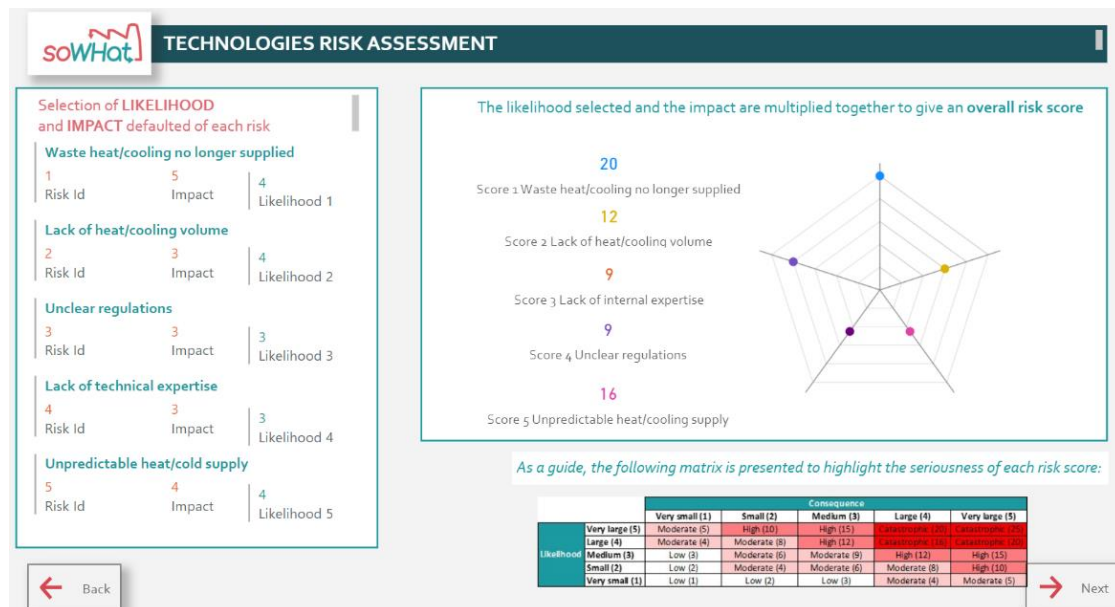 soWHat
TECHNOLOGIES RISK ASSESSMENT
Selection of LIKELIHOOD
and IMPACT defaulted of each risk
Waste heat/cooling no longer supplied
1 5 4
Risk Id Impact Likelihood 1
Lack of heat/cooling volume
2 3 4
Risk Id Impact Likelihood 2
Unclear regulations
3 3 3
Risk Id Impact Likelihood 3
Lack of technical expertise
4 3 3
Risk Id Impact Likelihood 4
Unpredictable heat/cold supply
5 4 4
Risk Id Impact Likelihood 5
The likelihood selected and the impact are multiplied together to give an overall risk score
20
Score 1 Waste heat/cooling no longer supplied
12
Score 2 Lack of heat/cooling volume
9
Score 3 Lack of internal expertise
9
Score 4 Unclear regulations
16
Score 5 Unpredictable heat/cooling supply
As a guide, the following matrix is presented to highlight the seriousness of each risk score:
Consequence
Very small (1) Small (2) Medium (3) Large (4) Very large (5)
Likelihood
Very large (5) Moderate (5) High (10) High (15) Catastrophe (20) Catastrophe (25)
Large (4) Moderate (4) Moderate (8) High (12) Catastrophe (16) Catastrophe (20)
Medium (3) Low (3) Moderate (6) Moderate (9) High (12) High (15)
Small (2) Low (2) Moderate (4) Moderate (6) Moderate (8) High (10)
Very small (1) Low (1) Low (2) Low (3) Moderate (4) Moderate (5)
Back
Next